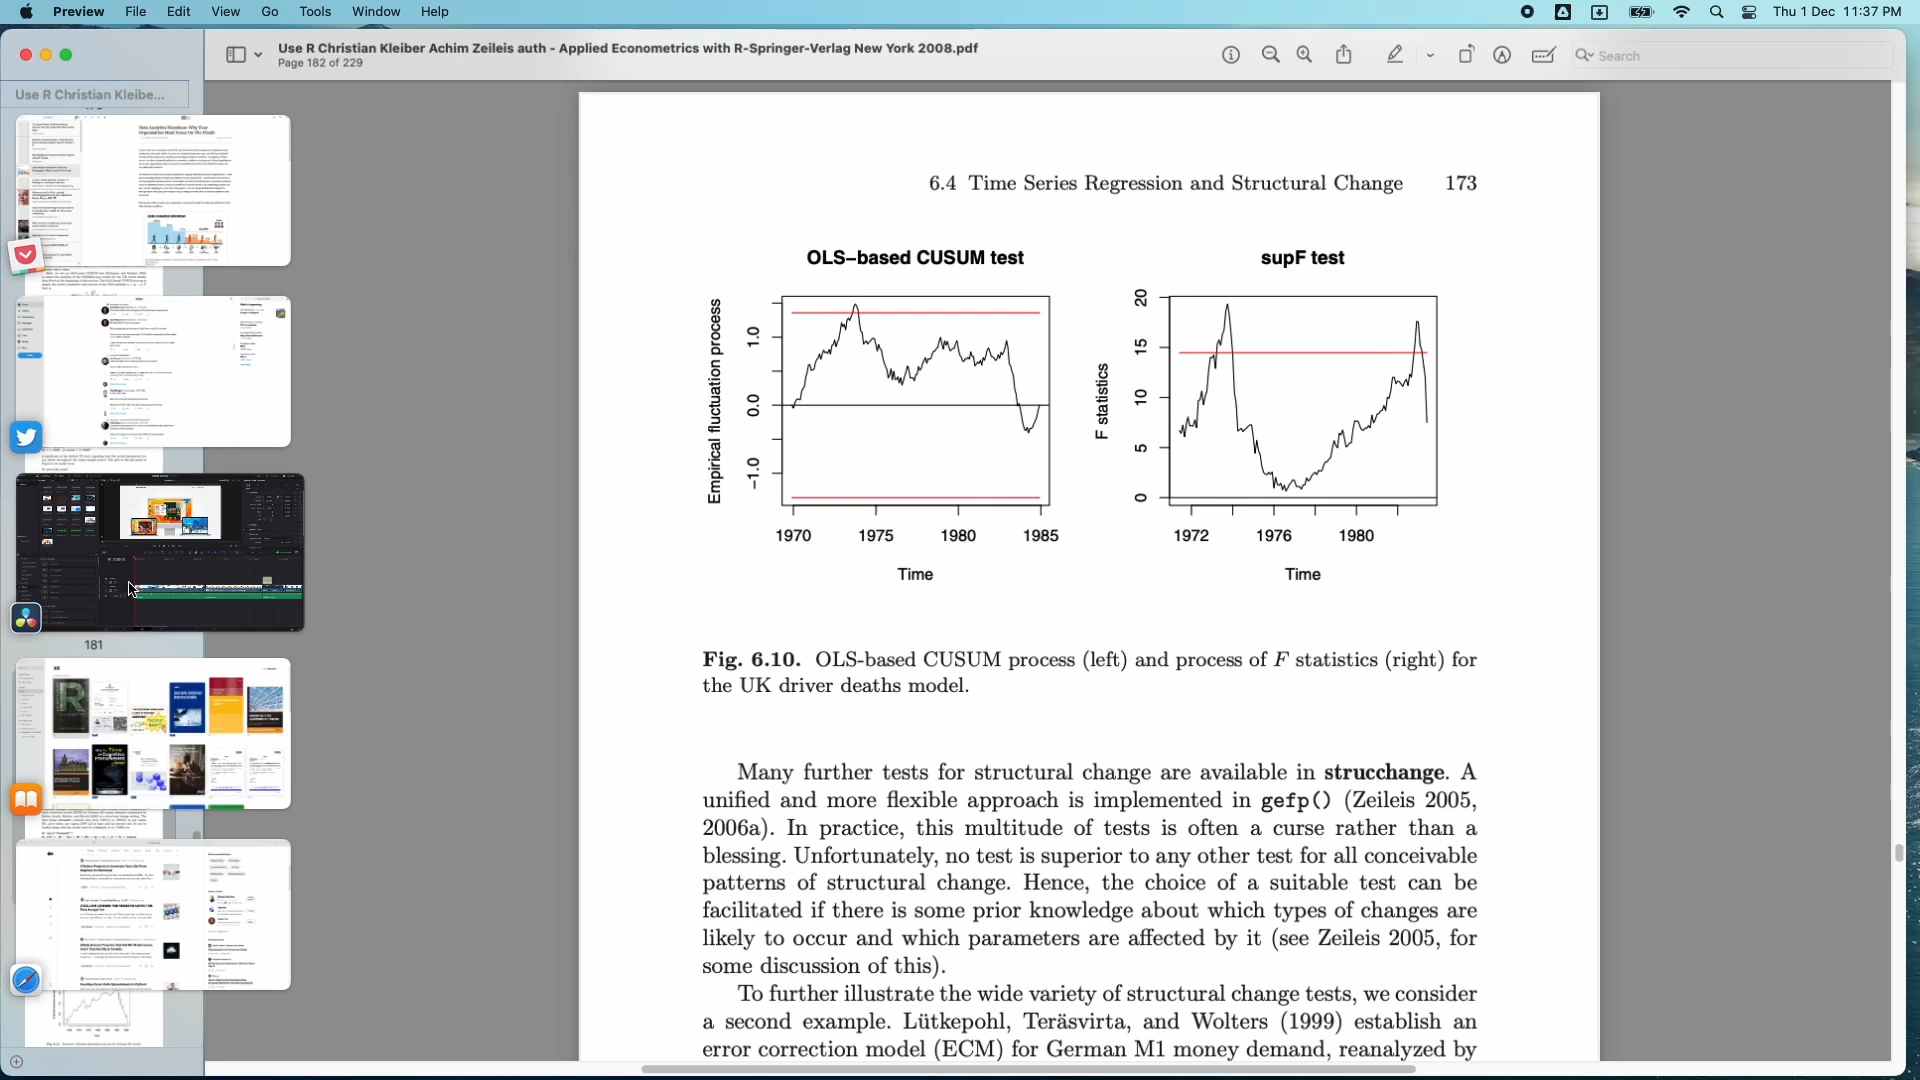 Preview File Edit View Go Tools Window Help
Thu 1 Dec 11:37 PM
Use R Christian Kleiber Achim Zeileis auth - Applied Econometrics with R-Springer-Verlag New York 2008.pdf
Page 182 of 229
Search
Use R Christian Kleibe...
181
6.4 Time Series Regression and Structural Change 173
OLS–based CUSUM test
supF test
Empirical fluctuation process
1.0
0.0
−1.0
1970 1975 1980 1985
Time
F statistics
20
15
10
5
0
1972 1976 1980
Time
Fig. 6.10. OLS-based CUSUM process (left) and process of F statistics (right) for
the UK driver deaths model.
Many further tests for structural change are available in strucchange. A
unified and more flexible approach is implemented in gefp() (Zeileis 2005,
2006a). In practice, this multitude of tests is often a curse rather than a
blessing. Unfortunately, no test is superior to any other test for all conceivable
patterns of structural change. Hence, the choice of a suitable test can be
facilitated if there is some prior knowledge about which types of changes are
likely to occur and which parameters are affected by it (see Zeileis 2005, for
some discussion of this).
To further illustrate the wide variety of structural change tests, we consider
a second example. Lütkepohl, Teräsvirta, and Wolters (1999) establish an
error correction model (ECM) for German M1 money demand, reanalyzed by